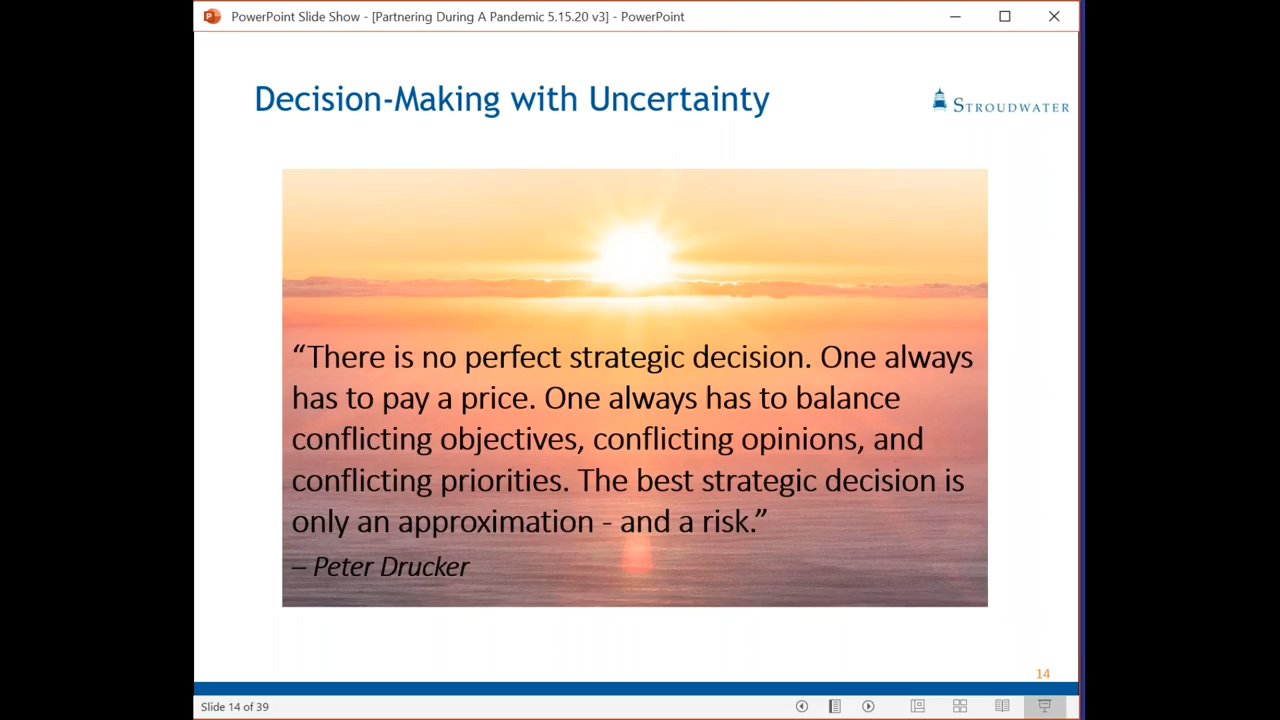 PowerPoint Slide Show - [Partnering During A Pandemic 5.15.20 v3] - PowerPoint
Decision-Making with Uncertainty
STROUDWATER
“There is no perfect strategic decision. One always
has to pay a price. One always has to balance
conflicting objectives, conflicting opinions, and
conflicting priorities. The best strategic decision is
only an approximation - and a risk.”
– Peter Drucker
14
Slide 14 of 39